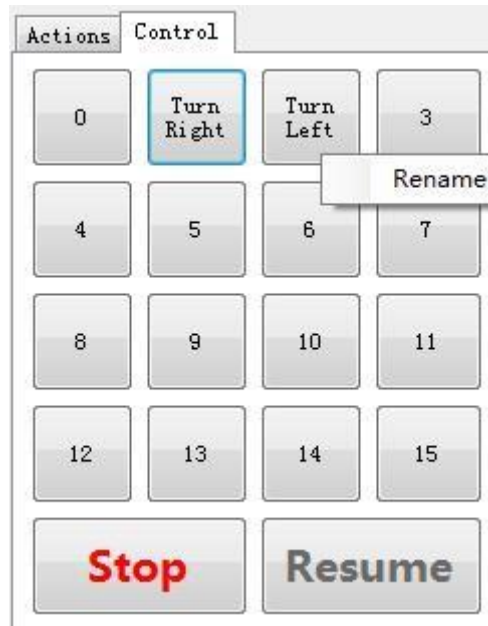 Actions Control
0
Turn
Right
Turn
Left
3
Rename
4 5 6 7
8 9 10 11
12 13 14 15
Stop Resume